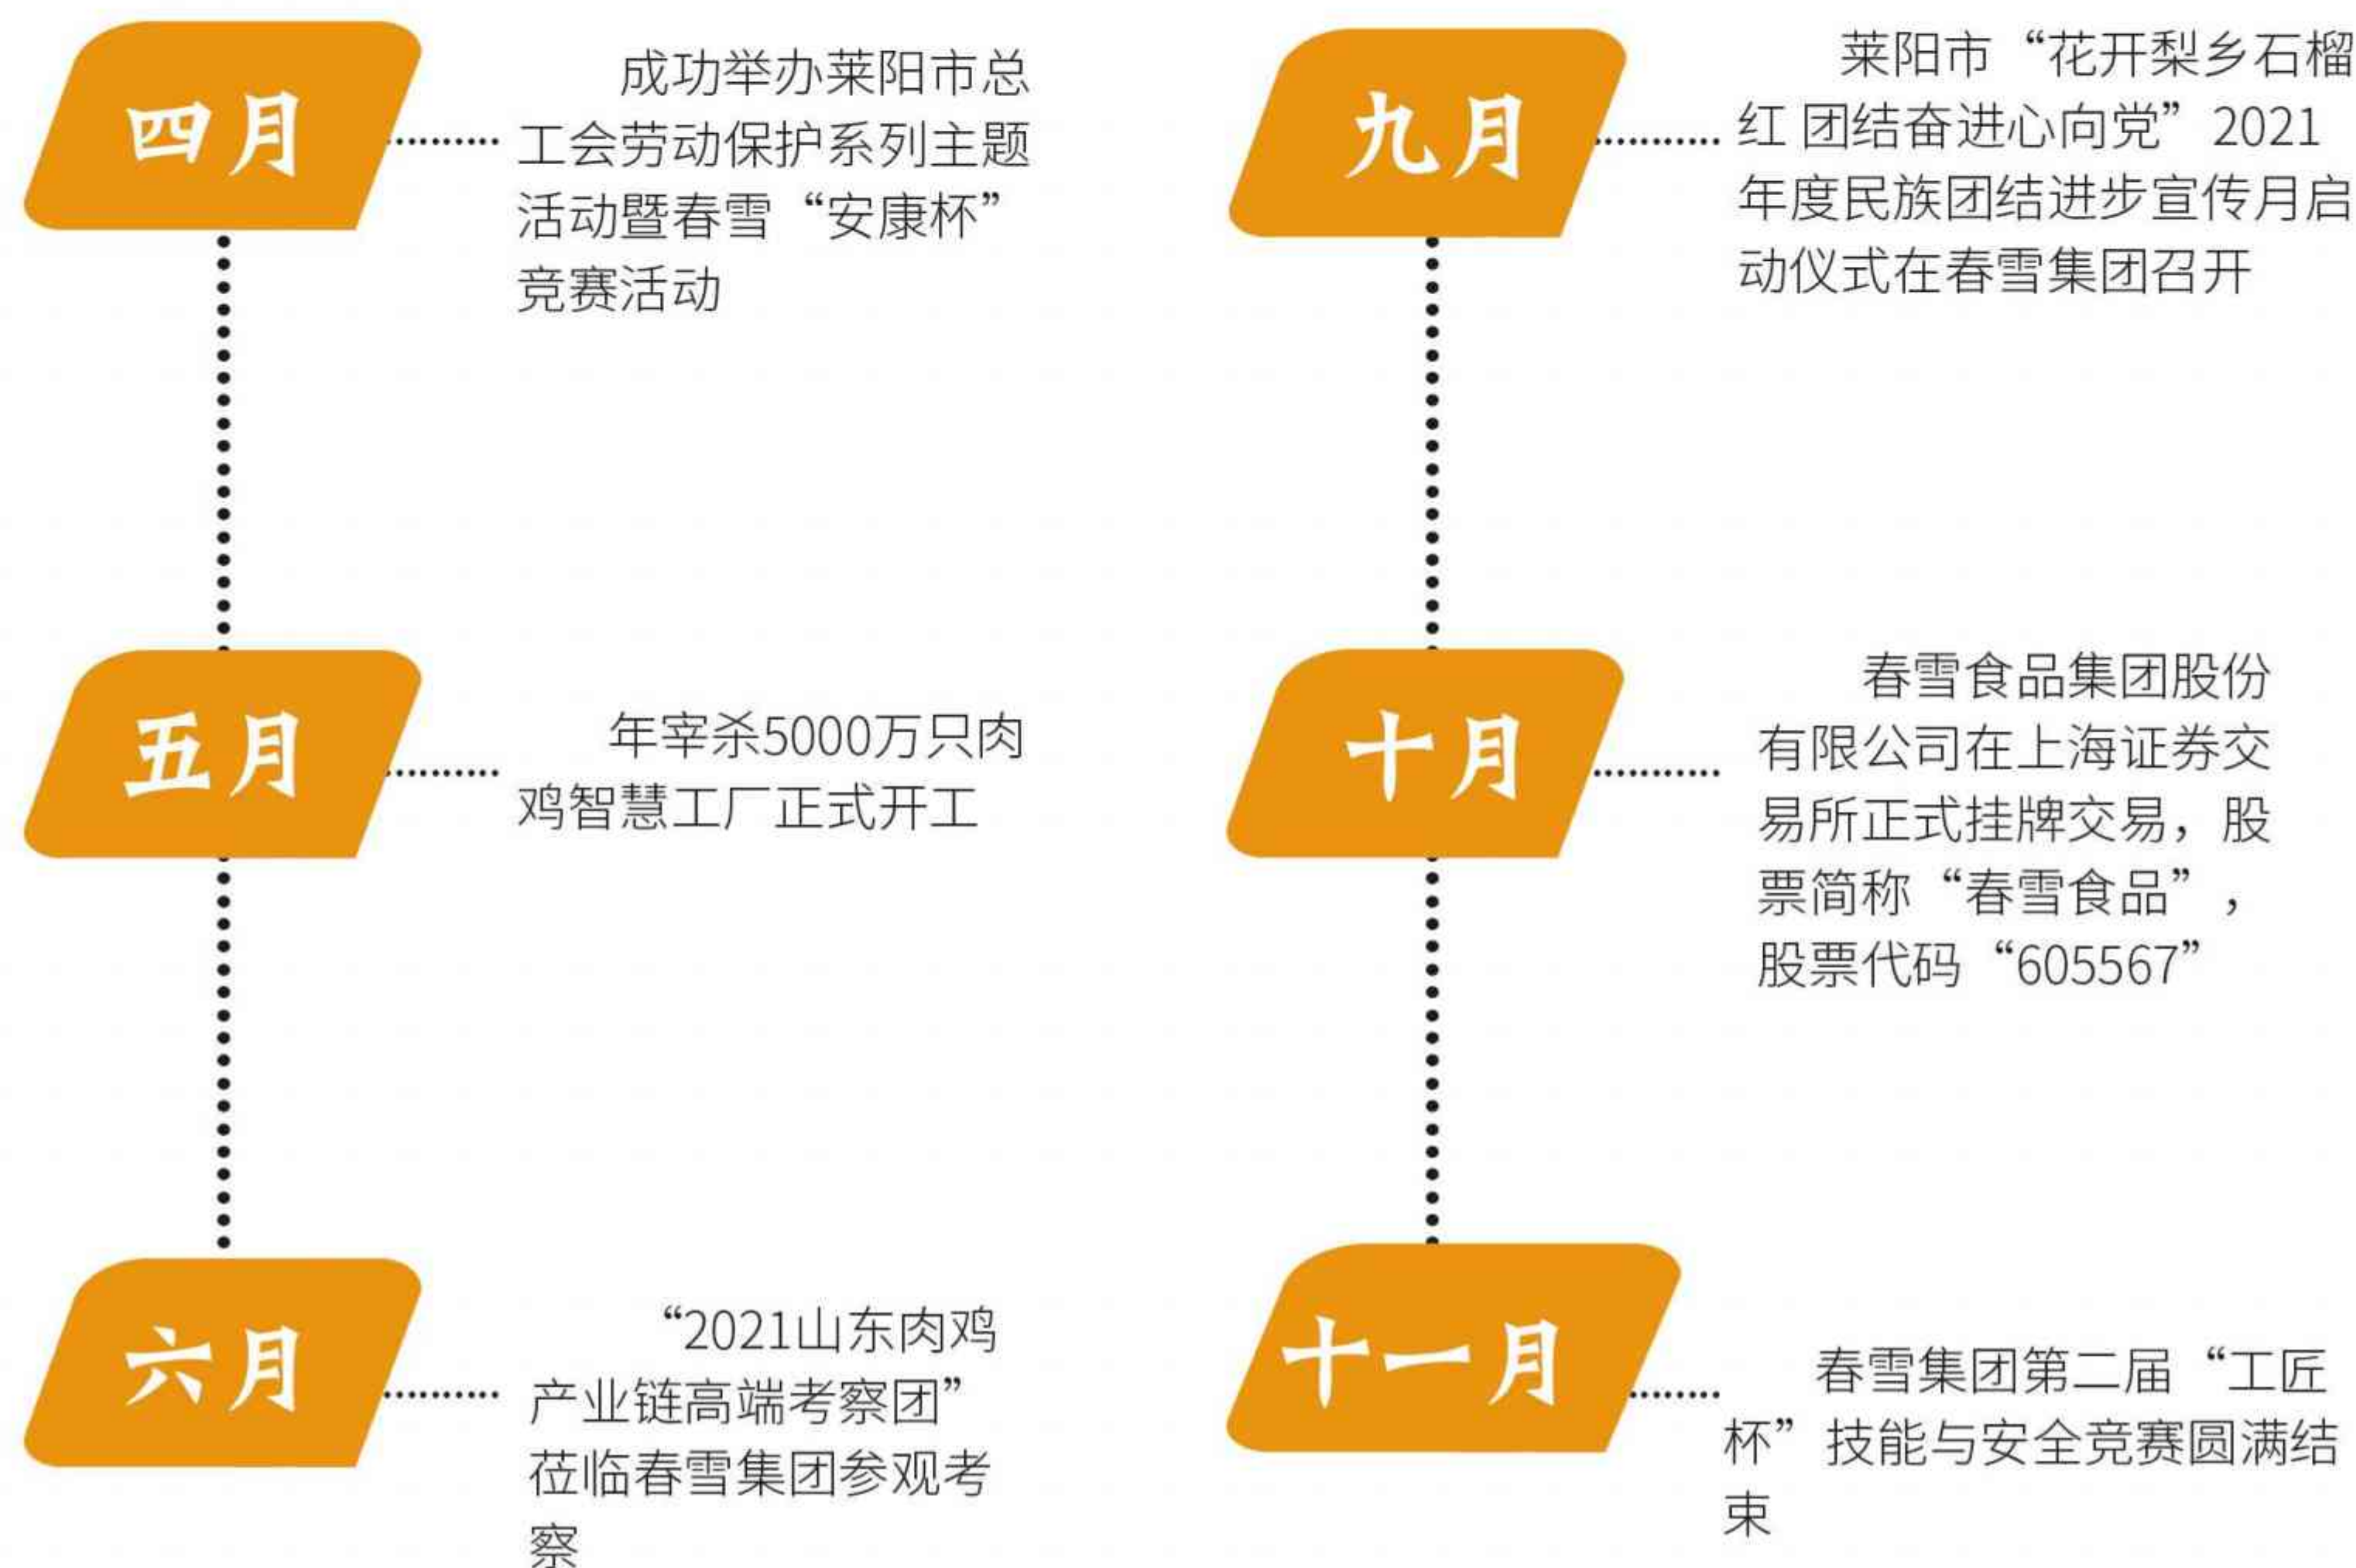 四月
成功举办莱阳市总
工会劳动保护系列主题
活动暨春雪“安康杯”
竞赛活动
五月
年宰杀5000万只肉
鸡智慧工厂正式开工
六月
“2021山东肉鸡
产业链高端考察团”
莅临春雪集团参观考
察
九月
莱阳市“花开梨乡石榴
红 团结奋进心向党”2021
年度民族团结进步宣传月启
动仪式在春雪集团召开
十月
春雪食品集团股份
有限公司在上海证券交
易所正式挂牌交易，股
票简称“春雪食品”，
股票代码“605567”
十一月
春雪集团第二届“工匠
杯”技能与安全竞赛圆满结
束